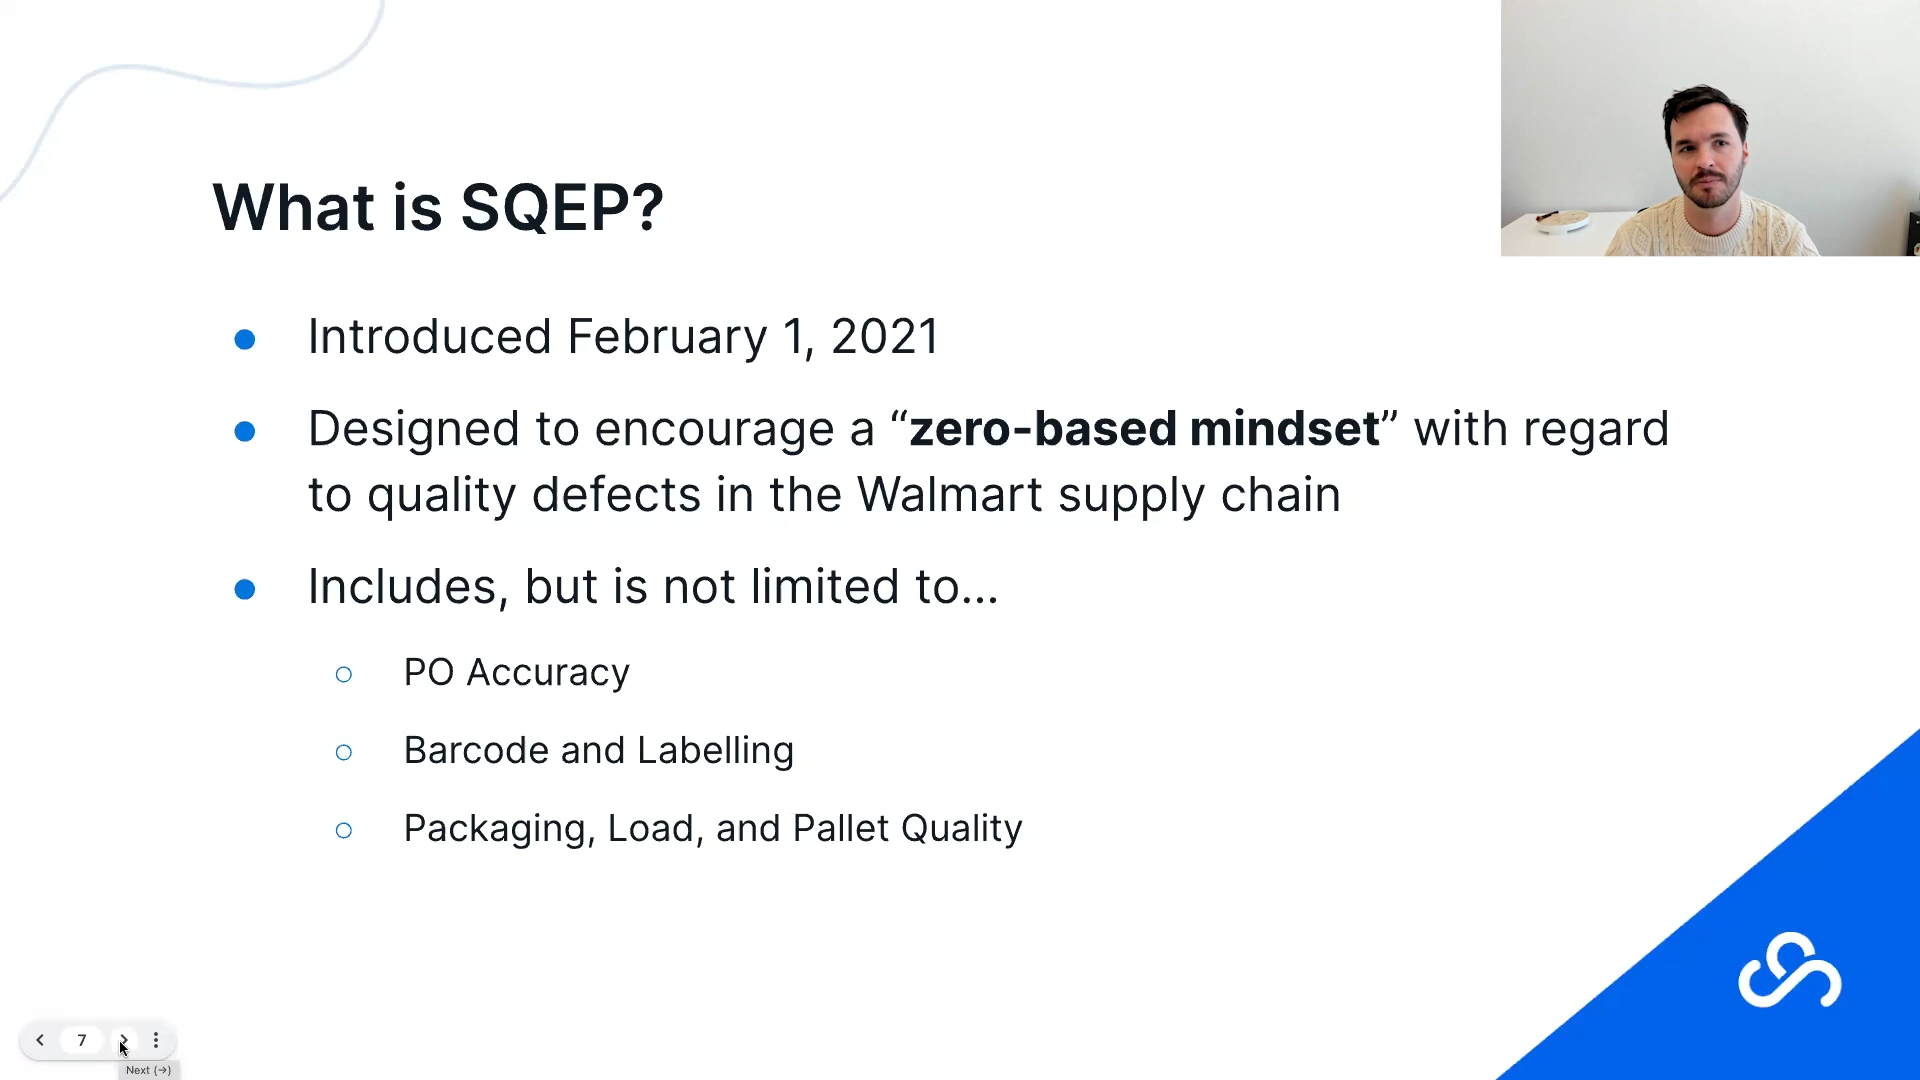 What is SQEP?
Introduced February 1, 2021
Designed to encourage a “zero-based mindset” with regard
to quality defects in the Walmart supply chain
Includes, but is not limited to...
PO Accuracy
Barcode and Labelling
Packaging, Load, and Pallet Quality
7
Next (→)